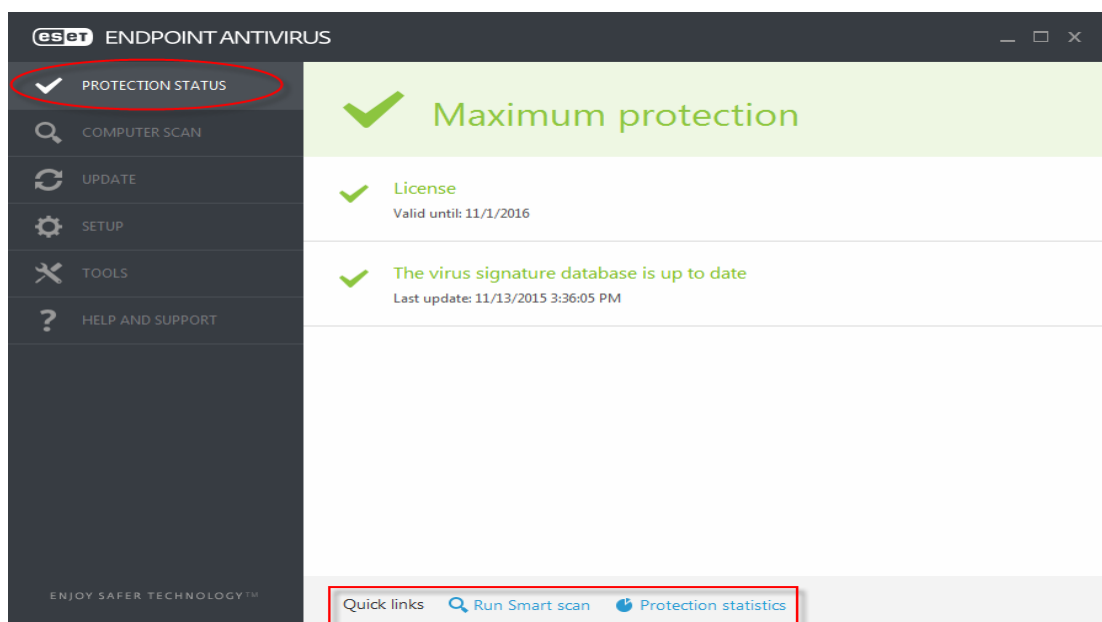 eset ENDPOINT ANTIVIRUS
PROTECTION STATUS
COMPUTER SCAN
UPDATE
SETUP
TOOLS
HELP AND SUPPORT
ENJOY SAFER TECHNOLOGY™
Maximum protection
License
Valid until: 11/1/2016
The virus signature database is up to date
Last update: 11/13/2015 3:36:05 PM
Quick links Run Smart scan Protection statistics